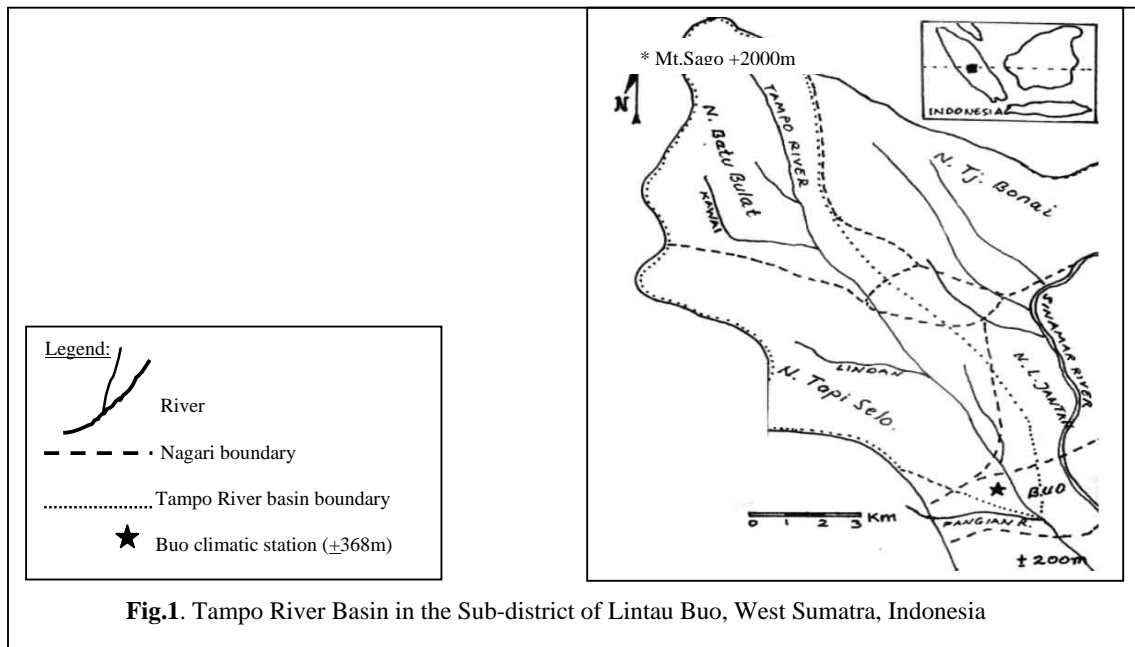 * Mt.Sago +2000m
N
INDONESIA
TAMPO RIVER
N. Batu Bulat
KAWAI
N. Tj. Bonai
SINAMAR RIVER
N. L. JANTAN
LINDAN
N. Topi Selo.
BUO
PANGIAN R.
0 1 2 3 Km
± 200m
Legend:
River
Nagari boundary
Tampo River basin boundary
Buo climatic station (±368m)
Fig.1. Tampo River Basin in the Sub-district of Lintau Buo, West Sumatra, Indonesia